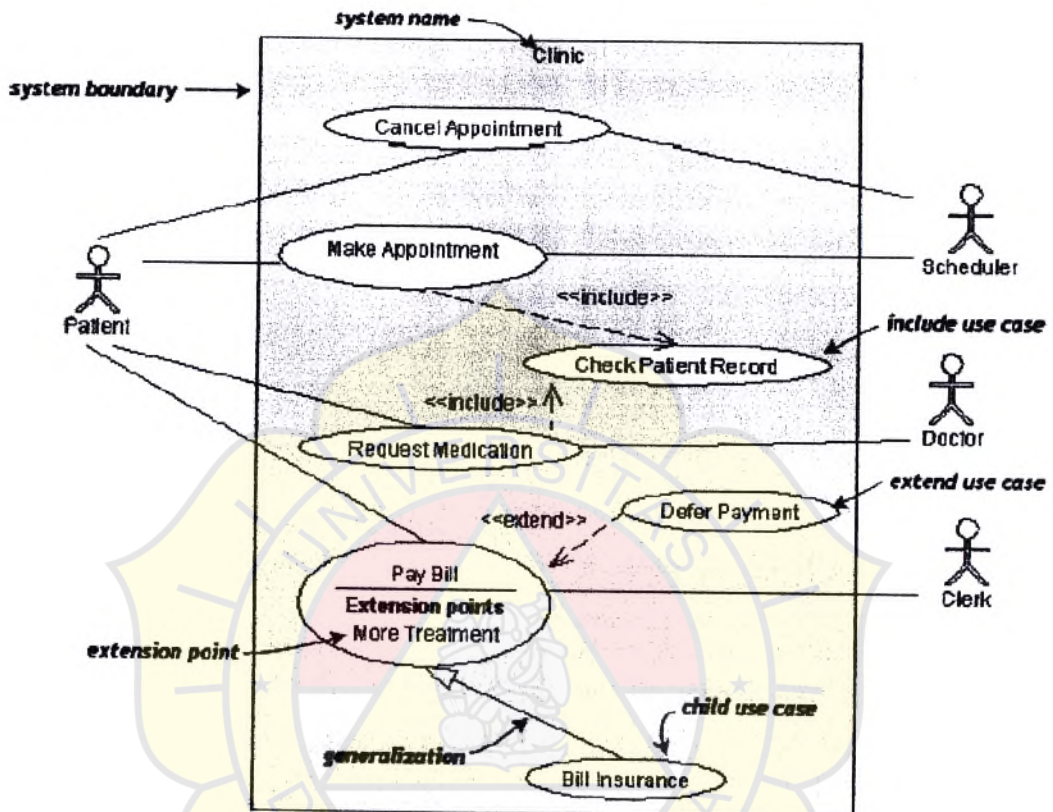 system name
Clinic
system boundary
Cancel Appointment
Make Appointment
Scheduler
Patient
<<include>>
include use case
Check Patient Record
<<include>>
Doctor
Request Medication
extend use case
Defer Payment
<<extend>>
Pay Bill
Extension points
More Treatment
Clerk
extension point
child use case
generalization
Bill Insurance
UNIVERSITAS